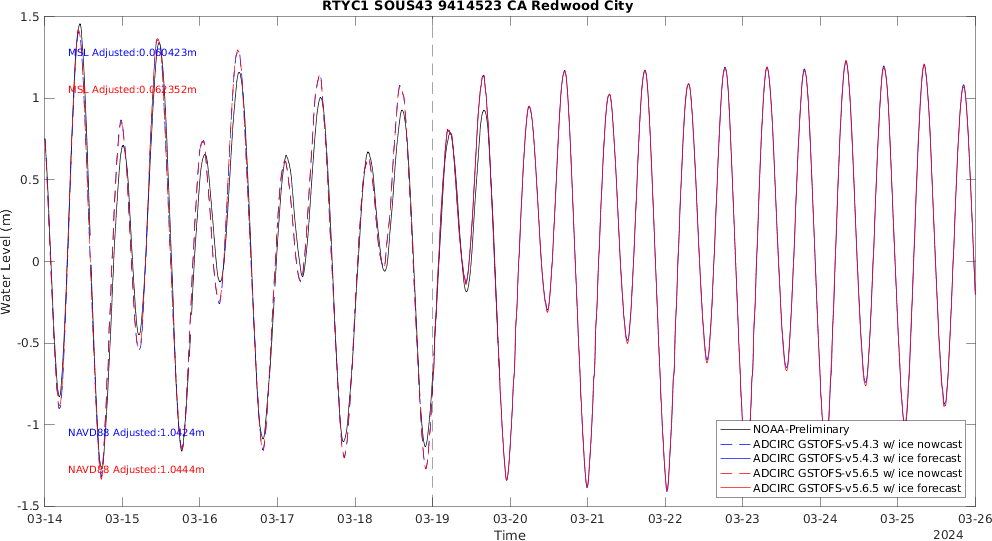 RTYC1 SOUS43 9414523 CA Redwood City
1.5
1
0.5
0
-0.5
-1
-1.5
Water Level (m)
MSL Adjusted:0.060423m
MSL Adjusted:0.062352m
NAVD88 Adjusted:1.0424m
NAVD88 Adjusted:1.0444m
NOAA-Preliminary
ADCIRC GSTOFS-v5.4.3 w/ ice nowcast
ADCIRC GSTOFS-v5.4.3 w/ ice forecast
ADCIRC GSTOFS-v5.6.5 w/ ice nowcast
ADCIRC GSTOFS-v5.6.5 w/ ice forecast
03-14 03-15 03-16 03-17 03-18 03-19 03-20 03-21 03-22 03-23 03-24 03-25 03-26
Time
2024